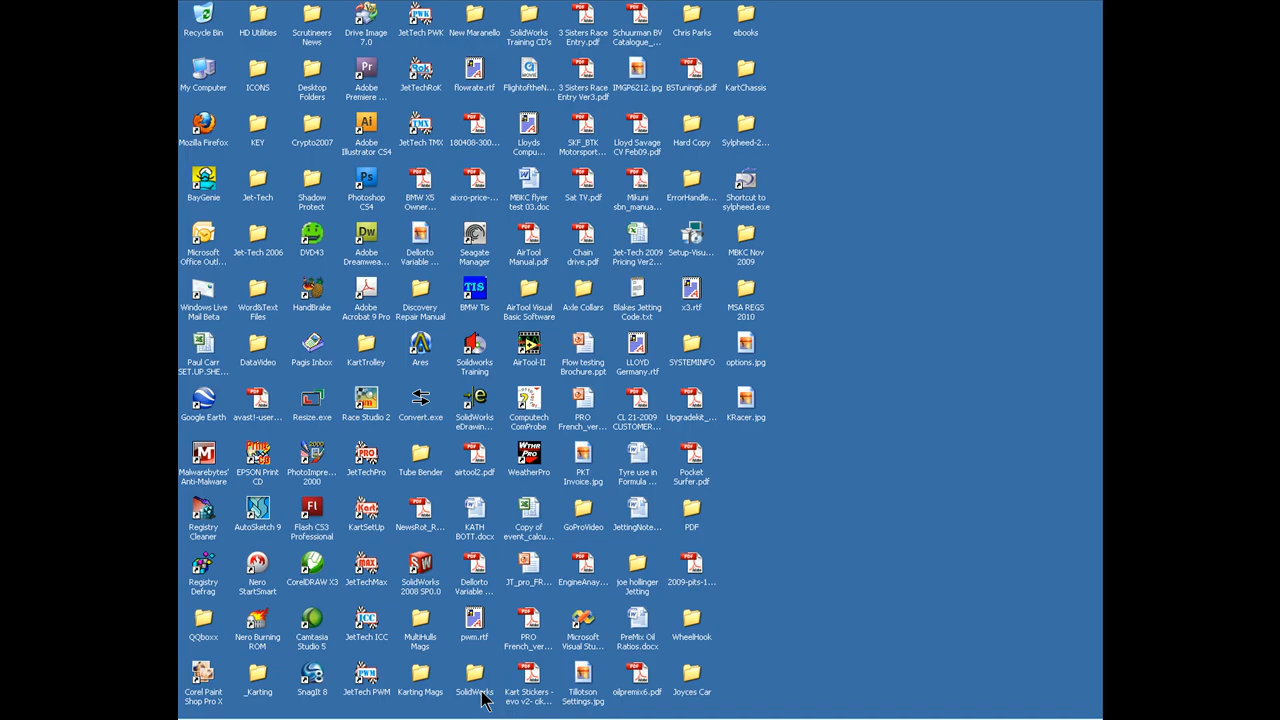 Recycle Bin
HD Utilities
Scrutineers
News
Drive Image
7.0
JetTech PWK
New Maranello
SolidWorks
Training CD's
3 Sisters Race
Entry.pdf
Schuurman BV
Catalogue_...
Chris Parks
ebooks
My Computer
ICONS
Desktop
Folders
Adobe
Premiere ...
JetTechRoK
flowrate.rtf
FlightoftheN...
3 Sisters Race
Entry Ver3.pdf
IMGP6212.jpg
BSTuning6.pdf
KartChassis
Mozilla Firefox
KEY
Crypto2007
Adobe
Illustrator CS4
JetTech TMX
180408-300...
Lloyds
Compu...
SKF_BTK
Motorsport...
Lloyd Savage
CV Feb09.pdf
Hard Copy
Sylpheed-2...
BayGenie
Jet-Tech
Shadow
Protect
Photoshop
CS4
BMW X5
Owner...
aixro-price-...
MBKC flyer
test 03.doc
Sat TV.pdf
Mikuni
sbn_manua...
ErrorHandle...
Shortcut to
sylpheed.exe
Microsoft
Office Outl...
Jet-Tech 2006
DVD43
Adobe
Dreamwea...
Dellorto
Variable ...
Seagate
Manager
AirTool
Manual.pdf
Chain
drive.pdf
Jet-Tech 2009
Pricing Ver2...
Setup-Visu...
MBKC Nov
2009
Windows Live
Mail Beta
Word&Text
Files
HandBrake
Adobe
Acrobat 9 Pro
Discovery
Repair Manual
BMW Tis
AirTool Visual
Basic Software
Axle Collars
Blakes Jetting
Code.txt
x3.rtf
MSA REGS
2010
Paul Carr
SET.UP.SHE...
DataVideo
Pagis Inbox
KartTrolley
Ares
Soildworks
Training
AirTool-II
Flow testing
Brochure.ppt
LLOYD
Germany.rtf
SYSTEMINFO
options.jpg
Google Earth
avast!-user...
Resize.exe
Race Studio 2
Convert.exe
SolidWorks
eDrawin...
Computech
ComProbe
PRO
French_ver...
CL 21-2009
CUSTOMER...
Upgradekit_...
KRacer.jpg
Malwarebytes'
Anti-Malware
EPSON Print
CD
PhotoImpre...
2000
JetTechPro
Tube Bender
airtool2.pdf
WeatherPro
PKT
Invoice.jpg
Tyre use in
Formula ...
Pocket
Surfer.pdf
Registry
Cleaner
AutoSketch 9
Flash CS3
Professional
KartSetUp
NewsRot_R...
KATH
BOTT.docx
Copy of
event_calcu...
GoProVideo
JettingNote...
PDF
Registry
Defrag
Nero
StartSmart
CorelDRAW X3
JetTechMax
SolidWorks
2008 SP0.0
Dellorto
Variable ...
JT_pro_FR...
EngineAnay...
joe hollinger
Jetting
2009-pits-1...
QQboxx
Nero Burning
ROM
Camtasia
Studio 5
JetTech ICC
MultiHulls
Mags
pwm.rtf
PRO
French_ver...
Microsoft
Visual Stu...
PreMix Oil
Ratios.docx
WheelHook
Corel Paint
Shop Pro X
_Karting
SnagIt 8
JetTech PWM
Karting Mags
SolidWorks
Kart Stickers -
evo v2- cik...
Tillotson
Settings.jpg
oilpremix6.pdf
Joyces Car